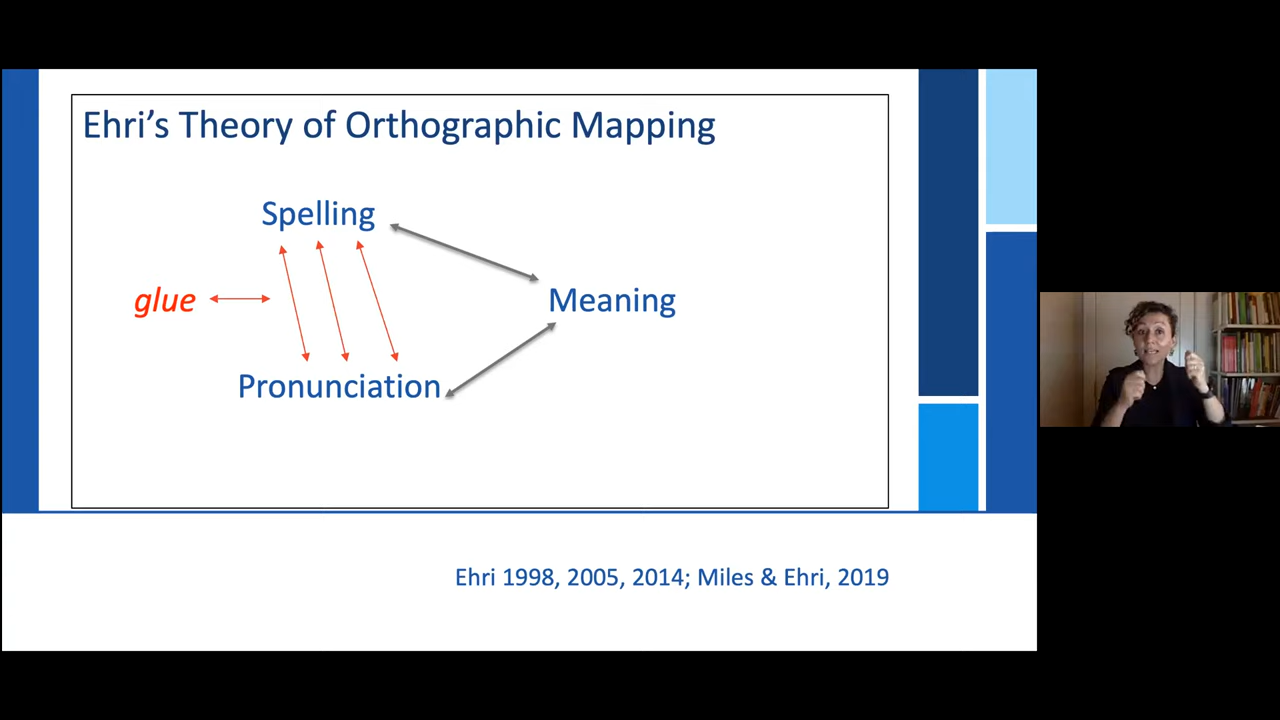 Ehri’s Theory of Orthographic Mapping
Spelling
glue
Meaning
Pronunciation
Ehri 1998, 2005, 2014; Miles & Ehri, 2019